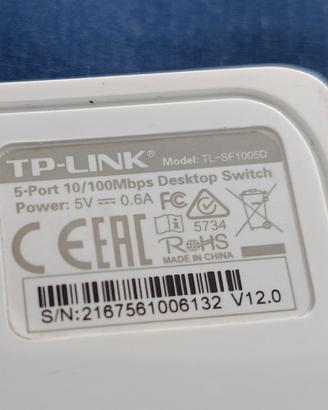 TP-LINK® Model: TL-SF1005D
5-Port 10/100Mbps Desktop Switch
Power: 5V ⎓ 0.6A FC
CE EAC 5734
RoHS
MADE IN CHINA
S/N:2167561006132 V12.0